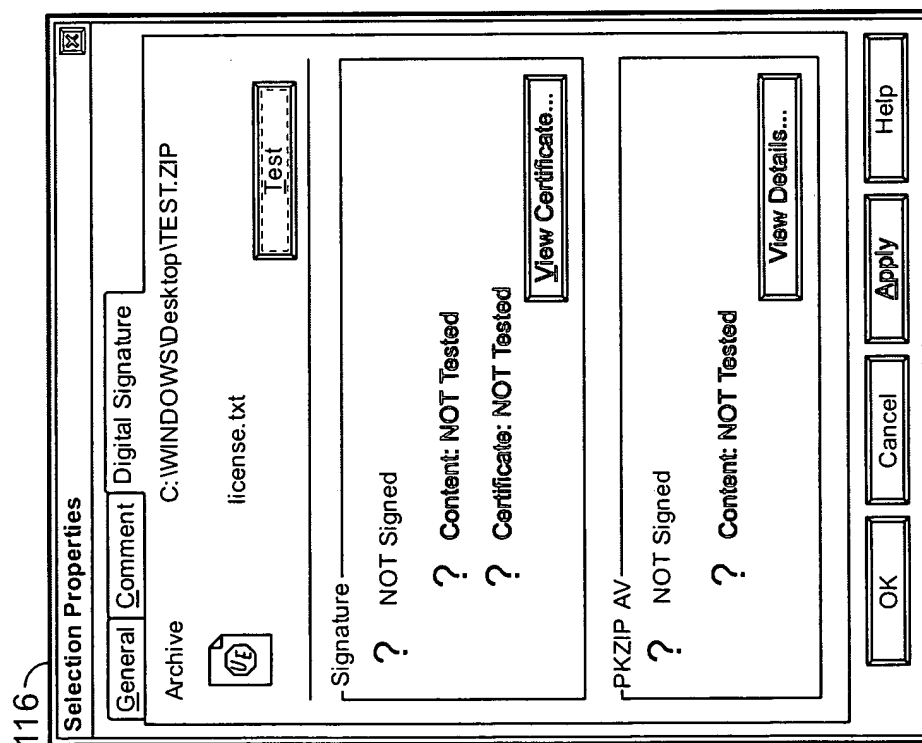 116
Selection Properties
General Comment Digital Signature
Archive C:\WINDOWS\Desktop\TEST.ZIP
license.txt
Test
Signature
? NOT Signed
? Content: NOT Tested
? Certificate: NOT Tested
View Certificate...
PKZIP AV
? NOT Signed
? Content: NOT Tested
View Details...
OK Cancel Apply Help